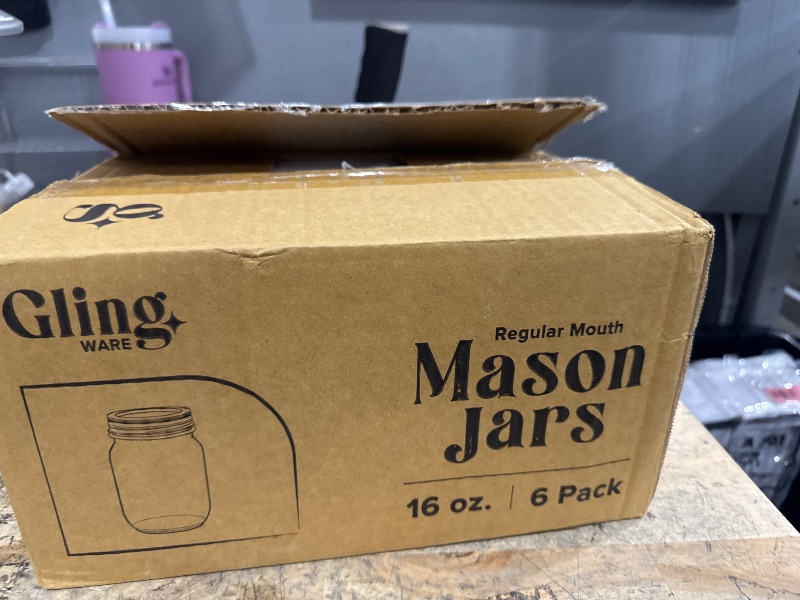 Gling
WARE
Regular Mouth
Mason
Jars
16 oz. | 6 Pack